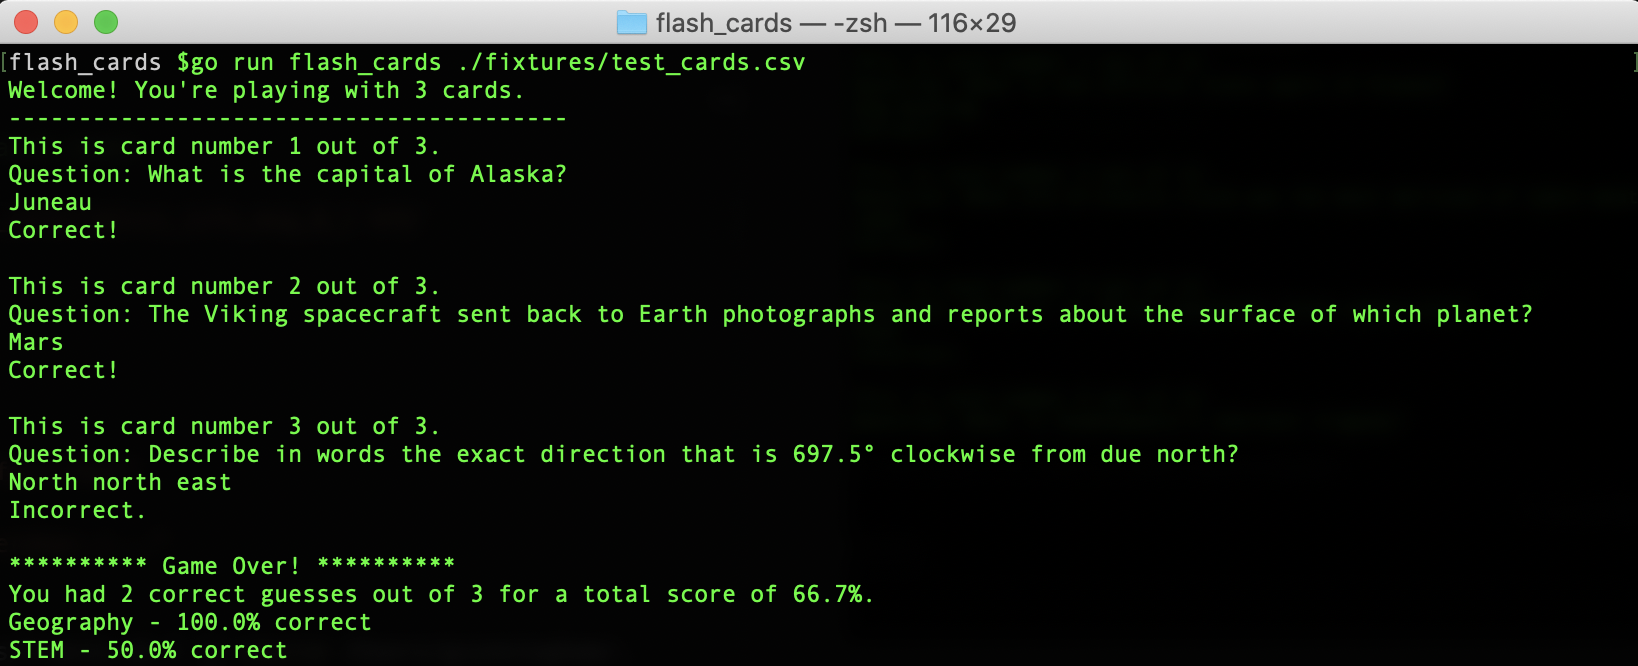 flash_cards — -zsh — 116×29
[flash_cards $go run flash_cards ./fixtures/test_cards.csv ]
Welcome! You're playing with 3 cards.
----------------------------------------
This is card number 1 out of 3.
Question: What is the capital of Alaska?
Juneau
Correct!

This is card number 2 out of 3.
Question: The Viking spacecraft sent back to Earth photographs and reports about the surface of which planet?
Mars
Correct!

This is card number 3 out of 3.
Question: Describe in words the exact direction that is 697.5° clockwise from due north?
North north east
Incorrect.

********** Game Over! **********
You had 2 correct guesses out of 3 for a total score of 66.7%.
Geography - 100.0% correct
STEM - 50.0% correct